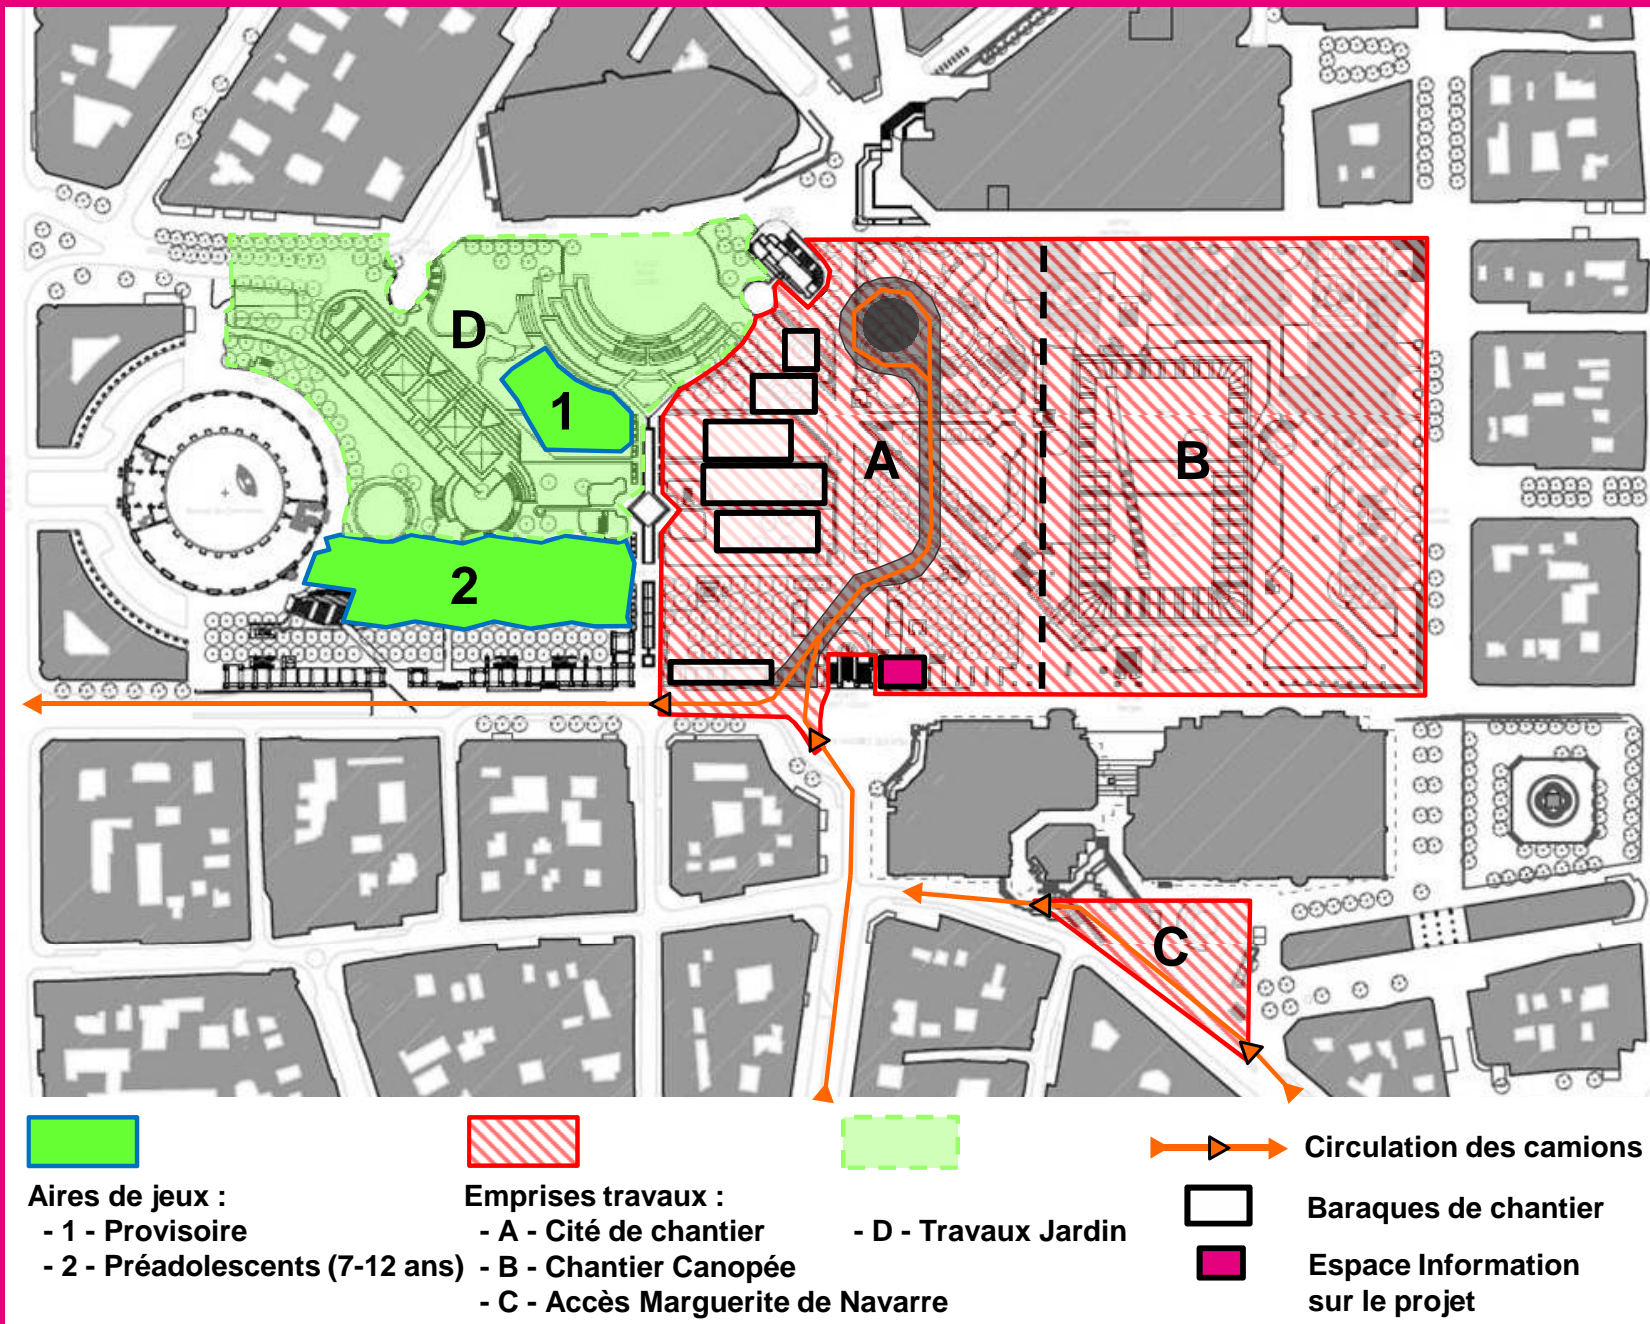 D
1
A
B
2
C
Aires de jeux :
- 1 - Provisoire
- 2 - Préadolescents (7-12 ans)
Emprises travaux :
- A - Cité de chantier
- B - Chantier Canopée
- C - Accès Marguerite de Navarre
- D - Travaux Jardin
Circulation des camions
Baraques de chantier
Espace Information
sur le projet